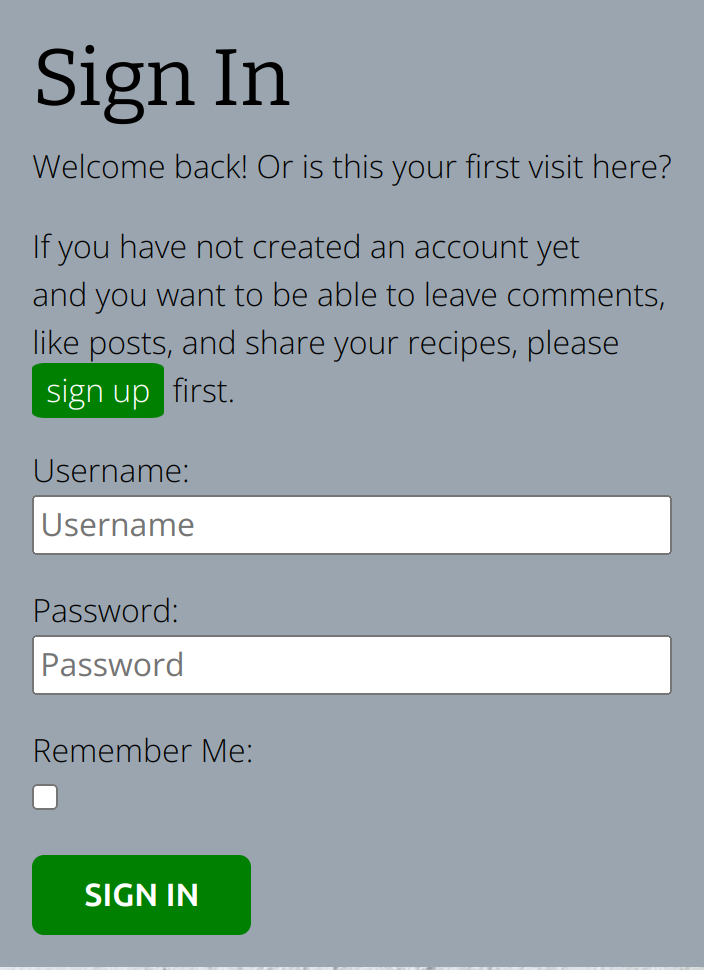 Sign In
Welcome back! Or is this your first visit here?
If you have not created an account yet
and you want to be able to leave comments,
like posts, and share your recipes, please
sign up first.
Username:
Username
Password:
Password
Remember Me:
SIGN IN